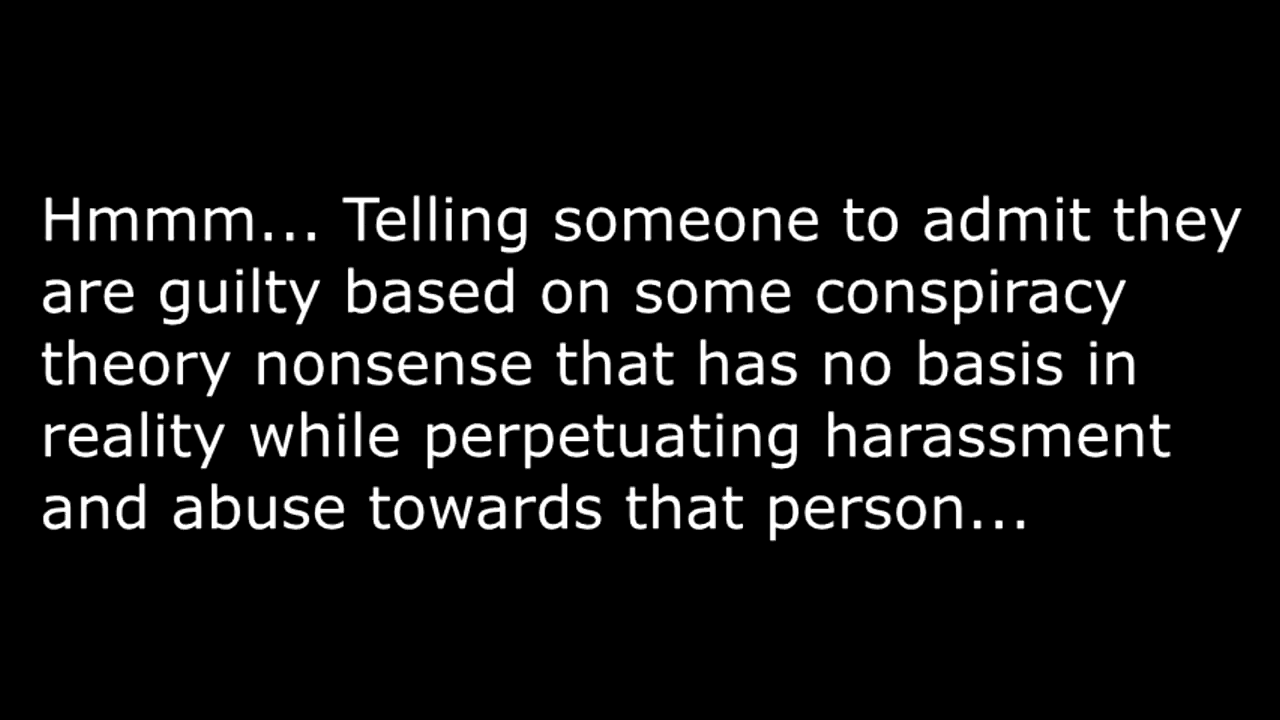 Hmmm... Telling someone to admit they
are guilty based on some conspiracy
theory nonsense that has no basis in
reality while perpetuating harassment
and abuse towards that person...